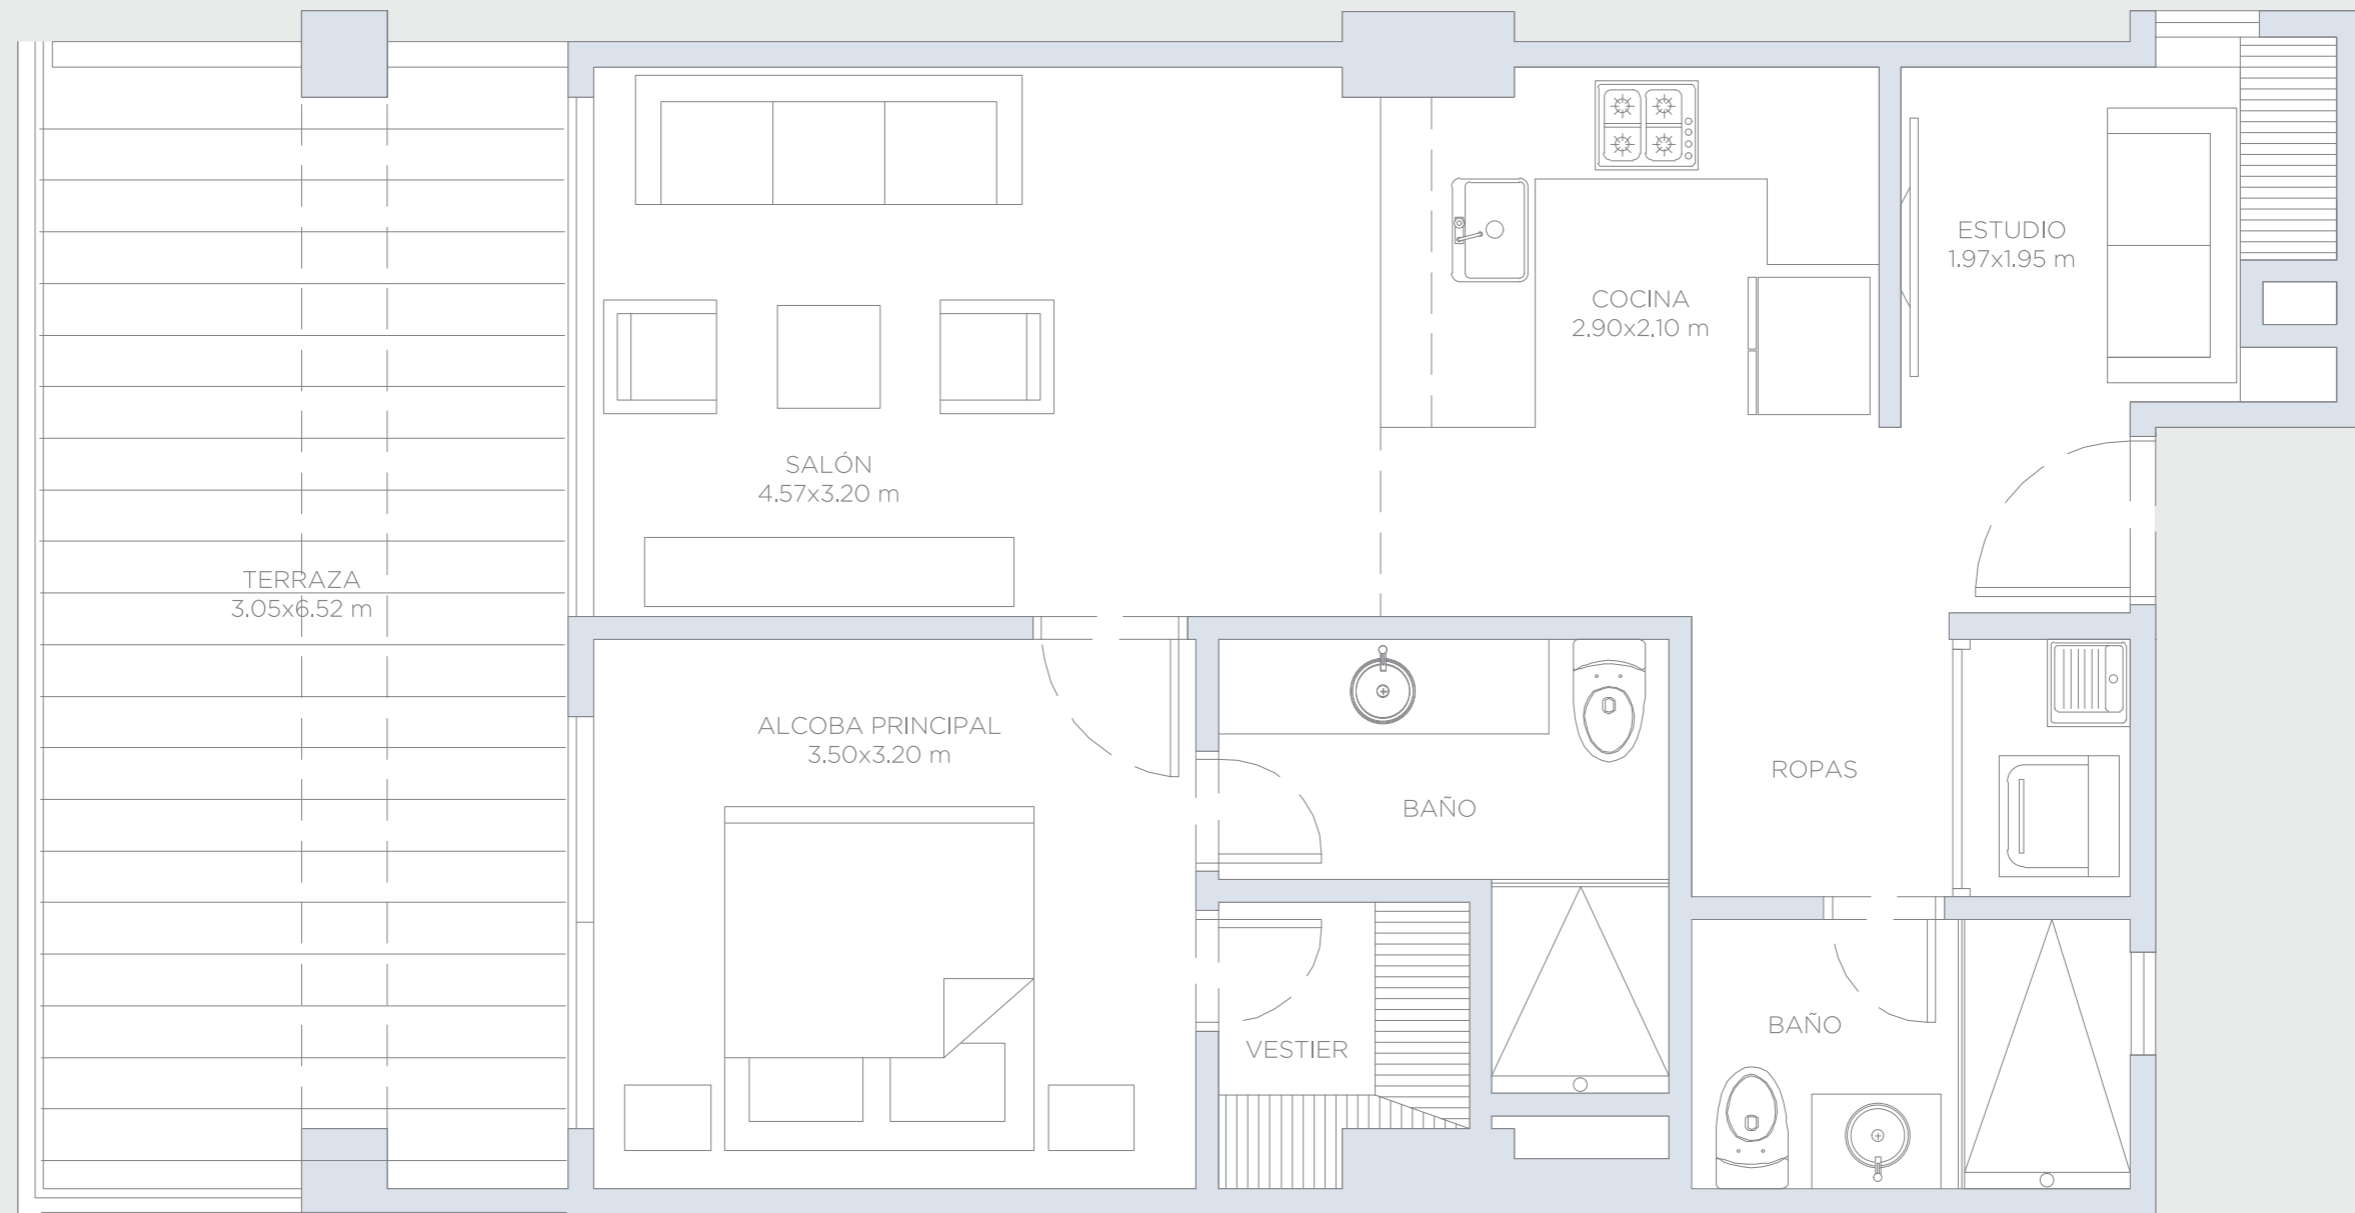 ESTUDIO
1.97x1.95 m
COCINA
2.90x2.10 m
SALÓN
4.57x3.20 m
TERRAZA
3.05x6.52 m
ALCOBA PRINCIPAL
3.50x3.20 m
ROPAS
BAÑO
BAÑO
VESTIER